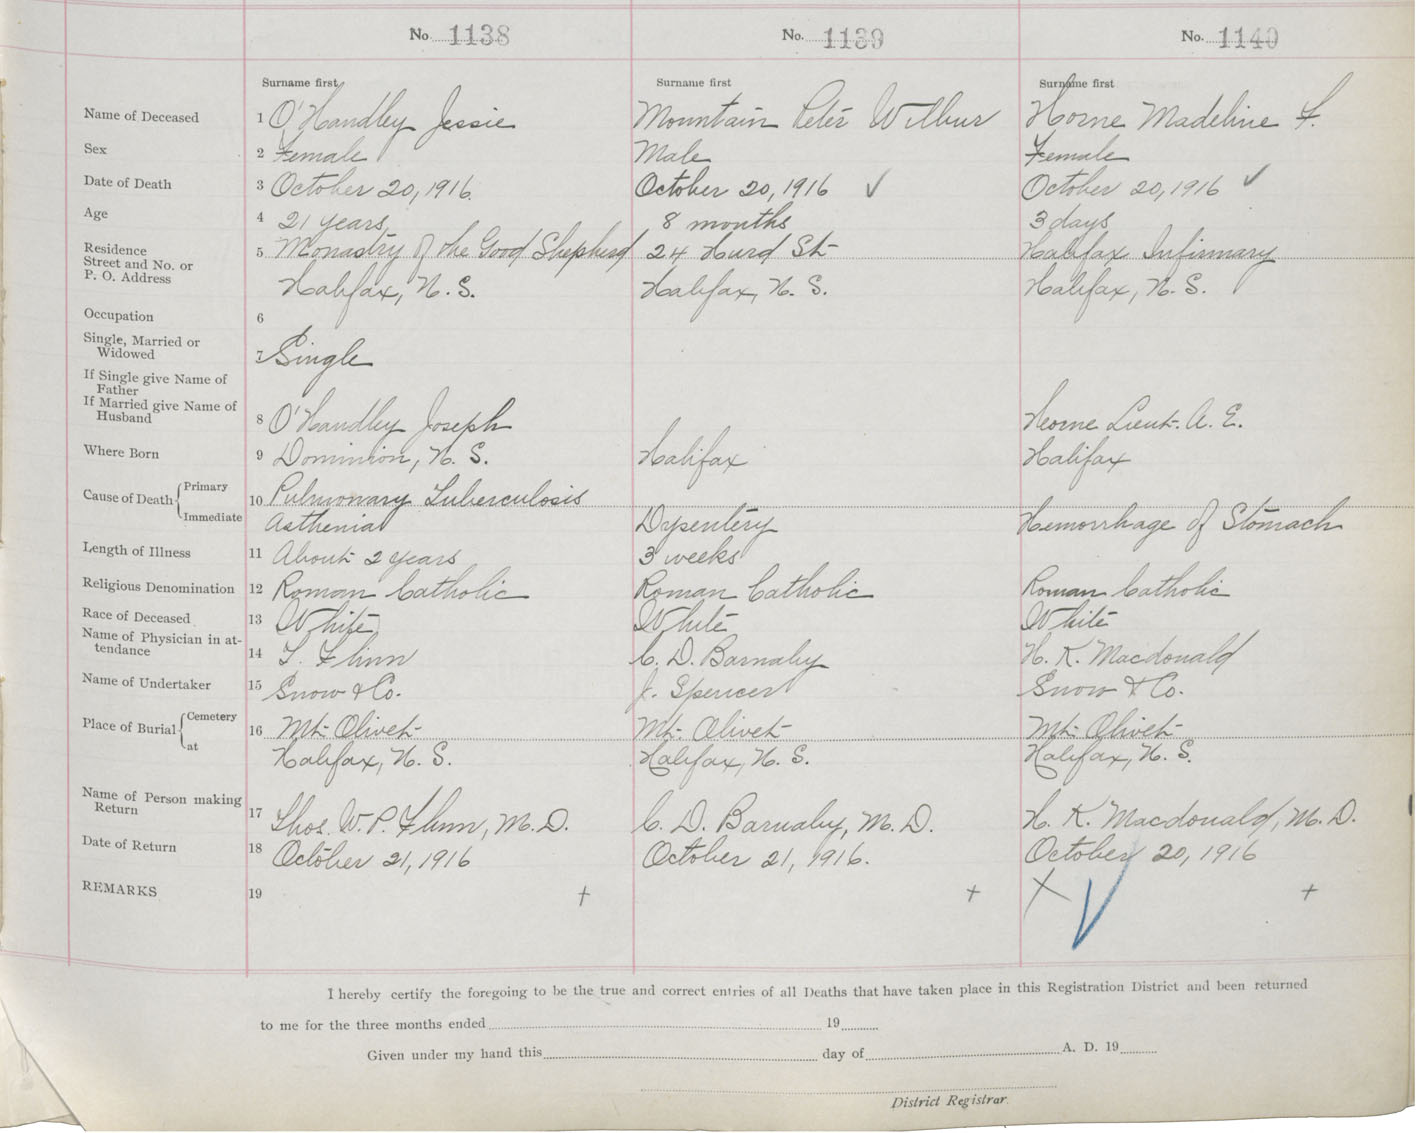 No. 1138 No. 1139 No. 1140
Surname first Surname first Surname first
Name of Deceased 1 O'Handley Jessie Mountain Peter Wilbur Horne Madeline F.
Sex 2 Female Male Female
Date of Death 3 October 20, 1916 October 20, 1916 ✓ October 20, 1916 ✓
Age 4 21 years 8 months 3 days
Residence
Street and No. or
P. O. Address
5 Monastry of the Good Shepherd 24 Hurd St Halifax Infirmary
Halifax, N. S. Halifax, N. S. Halifax, N. S.
Occupation 6
Single, Married or
Widowed
7 Single
If Single give Name of
Father
If Married give Name of
Husband
8 O'Handley Joseph Horne Lieut. A. E.
Where Born 9 Dominion, N. S. Halifax Halifax
Cause of Death { Primary 10 Pulmonary Tuberculosis
Immediate Asthenia Dysentery Hemorrhage of Stomach
Length of Illness 11 About 2 years 3 weeks
Religious Denomination 12 Roman Catholic Roman Catholic Roman Catholic
Race of Deceased 13 White White White
Name of Physician in at-
tendance
14 T. Flinn C. D. Barnaby H. K. Macdonald
Name of Undertaker 15 Snow & Co. J. Spencer Snow & Co.
Place of Burial { Cemetery 16 Mt. Olivet Mt. Olivet Mt. Olivet
at Halifax, N. S. Halifax, N. S. Halifax, N. S.
Name of Person making
Return
17 Thos. W. P. Flinn, M. D. C. D. Barnaby, M. D. H. K. Macdonald, M. D.
Date of Return 18 October 21, 1916 October 21, 1916. October 20, 1916
REMARKS 19 + + X ✓ +
I hereby certify the foregoing to be the true and correct entries of all Deaths that have taken place in this Registration District and been returned
to me for the three months ended 19
Given under my hand this day of A. D. 19
District Registrar.